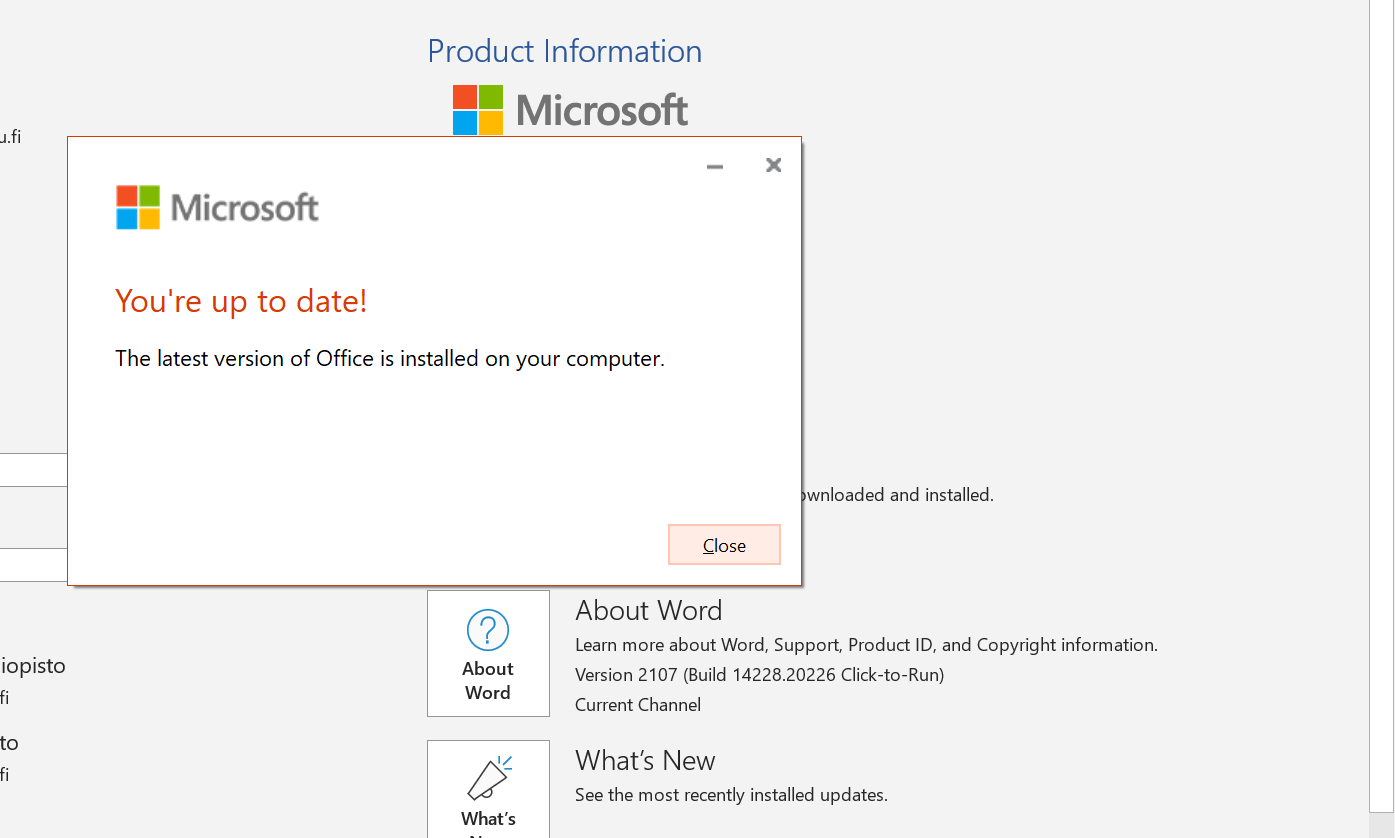 Product Information
Microsoft
u.fi
Microsoft
You're up to date!
The latest version of Office is installed on your computer.
ownloaded and installed.
Close
About Word
About Word
Learn more about Word, Support, Product ID, and Copyright information.
Version 2107 (Build 14228.20226 Click-to-Run)
Current Channel
iopisto
fi
to
fi
What's New
See the most recently installed updates.
What's